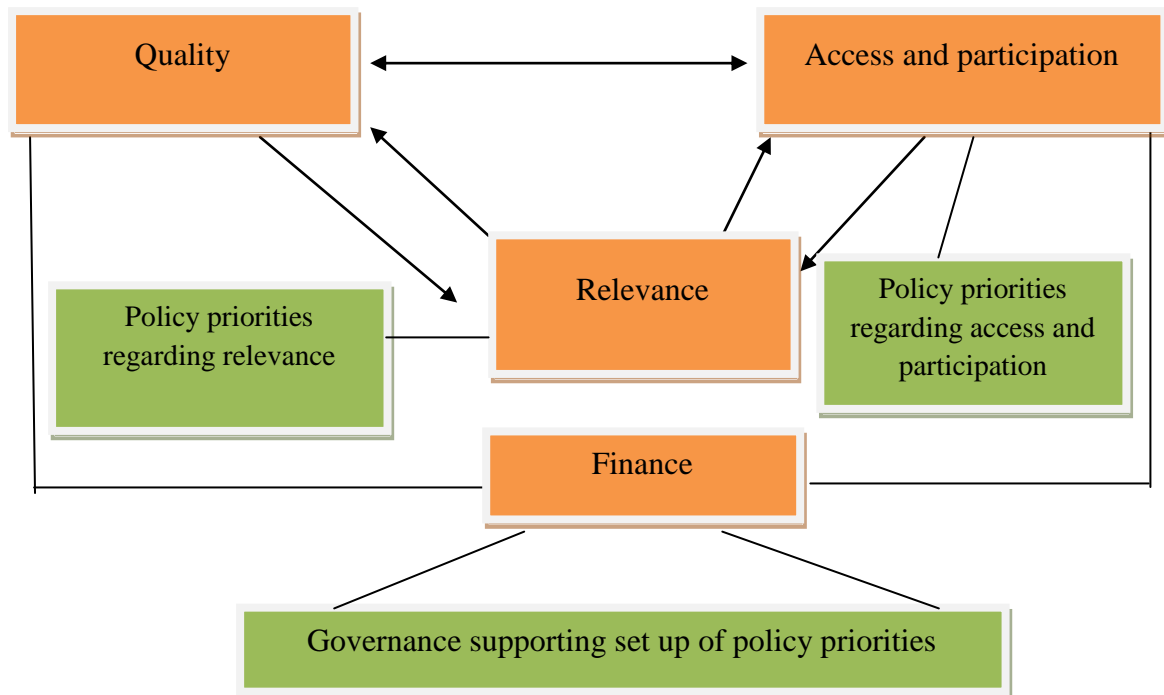 Quality
Access and participation
Relevance
Policy priorities
regarding relevance
Policy priorities
regarding access and
participation
Finance
Governance supporting set up of policy priorities